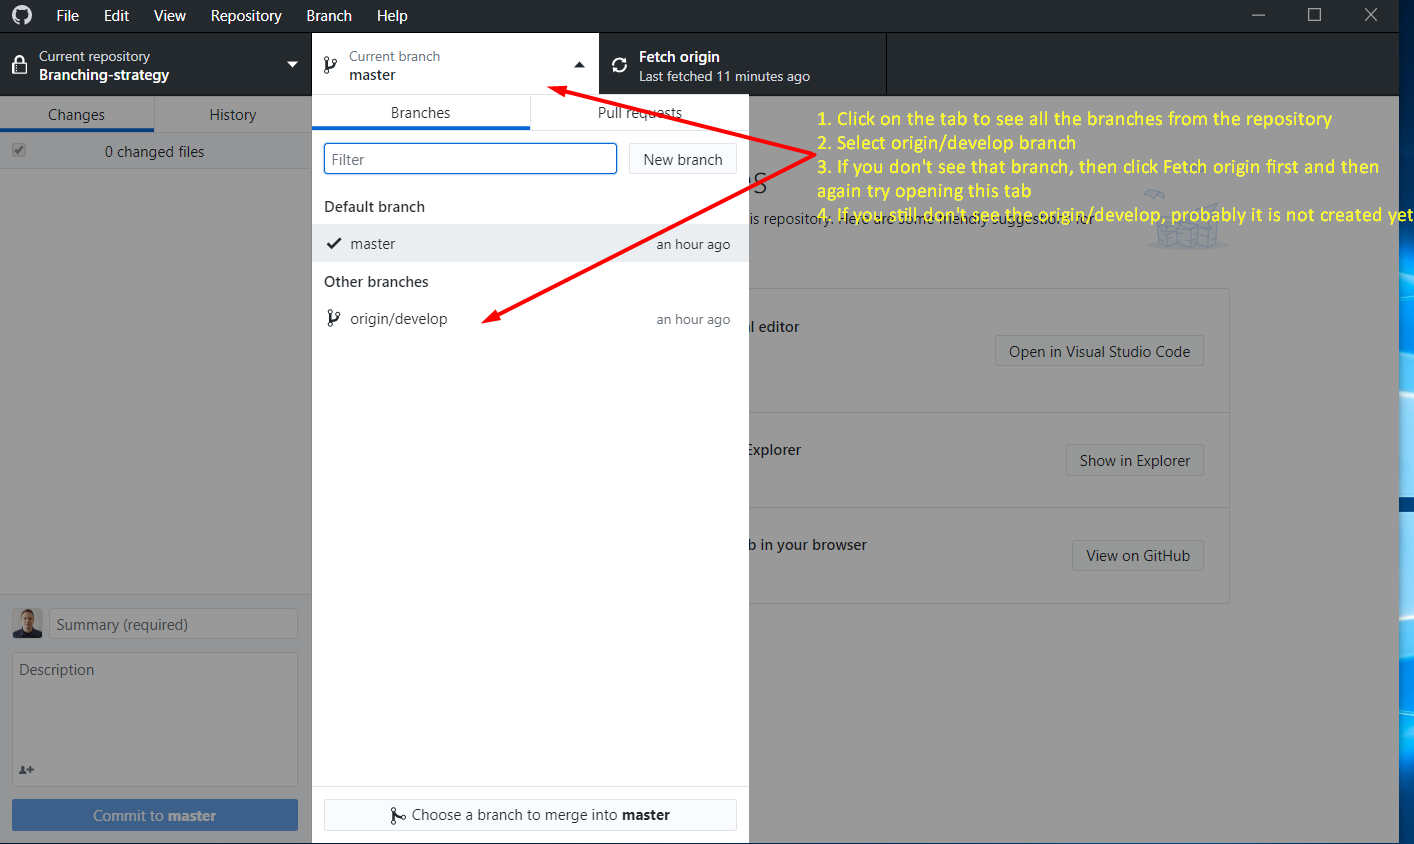 File Edit View Repository Branch Help
Current repository
Branching-strategy
Current branch
master
Fetch origin
Last fetched 11 minutes ago
Changes History
0 changed files
Branches Pull requests
Filter
New branch
Default branch
master an hour ago
Other branches
origin/develop an hour ago
1. Click on the tab to see all the branches from the repository
2. Select origin/develop branch
3. If you don't see that branch, then click Fetch origin first and then
again try opening this tab
4. If you still don't see the origin/develop, probably it is not created yet
is repository. Here are some friendly suggestions for
l editor
Open in Visual Studio Code
Explorer
Show in Explorer
b in your browser
View on GitHub
Summary (required)
Description
Commit to master
Choose a branch to merge into master